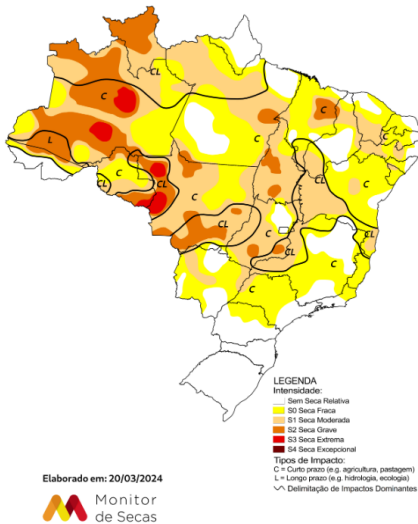 CL
C
C
L
C
CL
C
CL
C
CL
C
C
CL
CL
C
C
C
LEGENDA
Intensidade:
Sem Seca Relativa
S0 Seca Fraca
S1 Seca Moderada
S2 Seca Grave
S3 Seca Extrema
S4 Seca Excepcional
Tipos de Impacto:
C = Curto prazo (e.g. agricultura, pastagem)
L = Longo prazo (e.g. hidrologia, ecologia)
Delimitação de Impactos Dominantes
Elaborado em: 20/03/2024
Monitor
de Secas